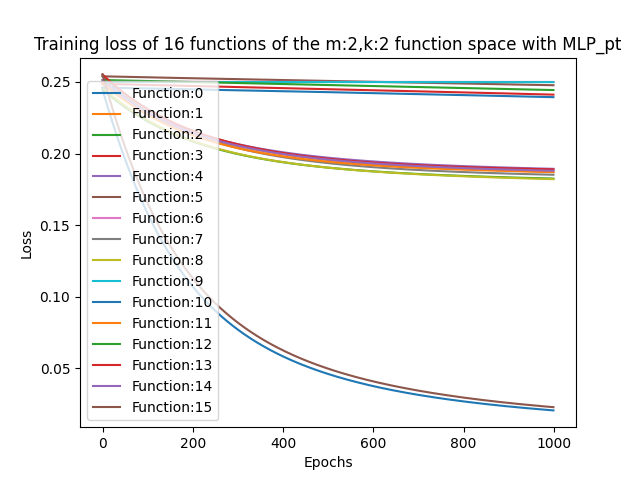 Training loss of 16 functions of the m:2,k:2 function space with MLP_pt
Loss
0.25
0.20
0.15
0.10
0.05
Function:0
Function:1
Function:2
Function:3
Function:4
Function:5
Function:6
Function:7
Function:8
Function:9
Function:10
Function:11
Function:12
Function:13
Function:14
Function:15
0 200 400 600 800 1000
Epochs